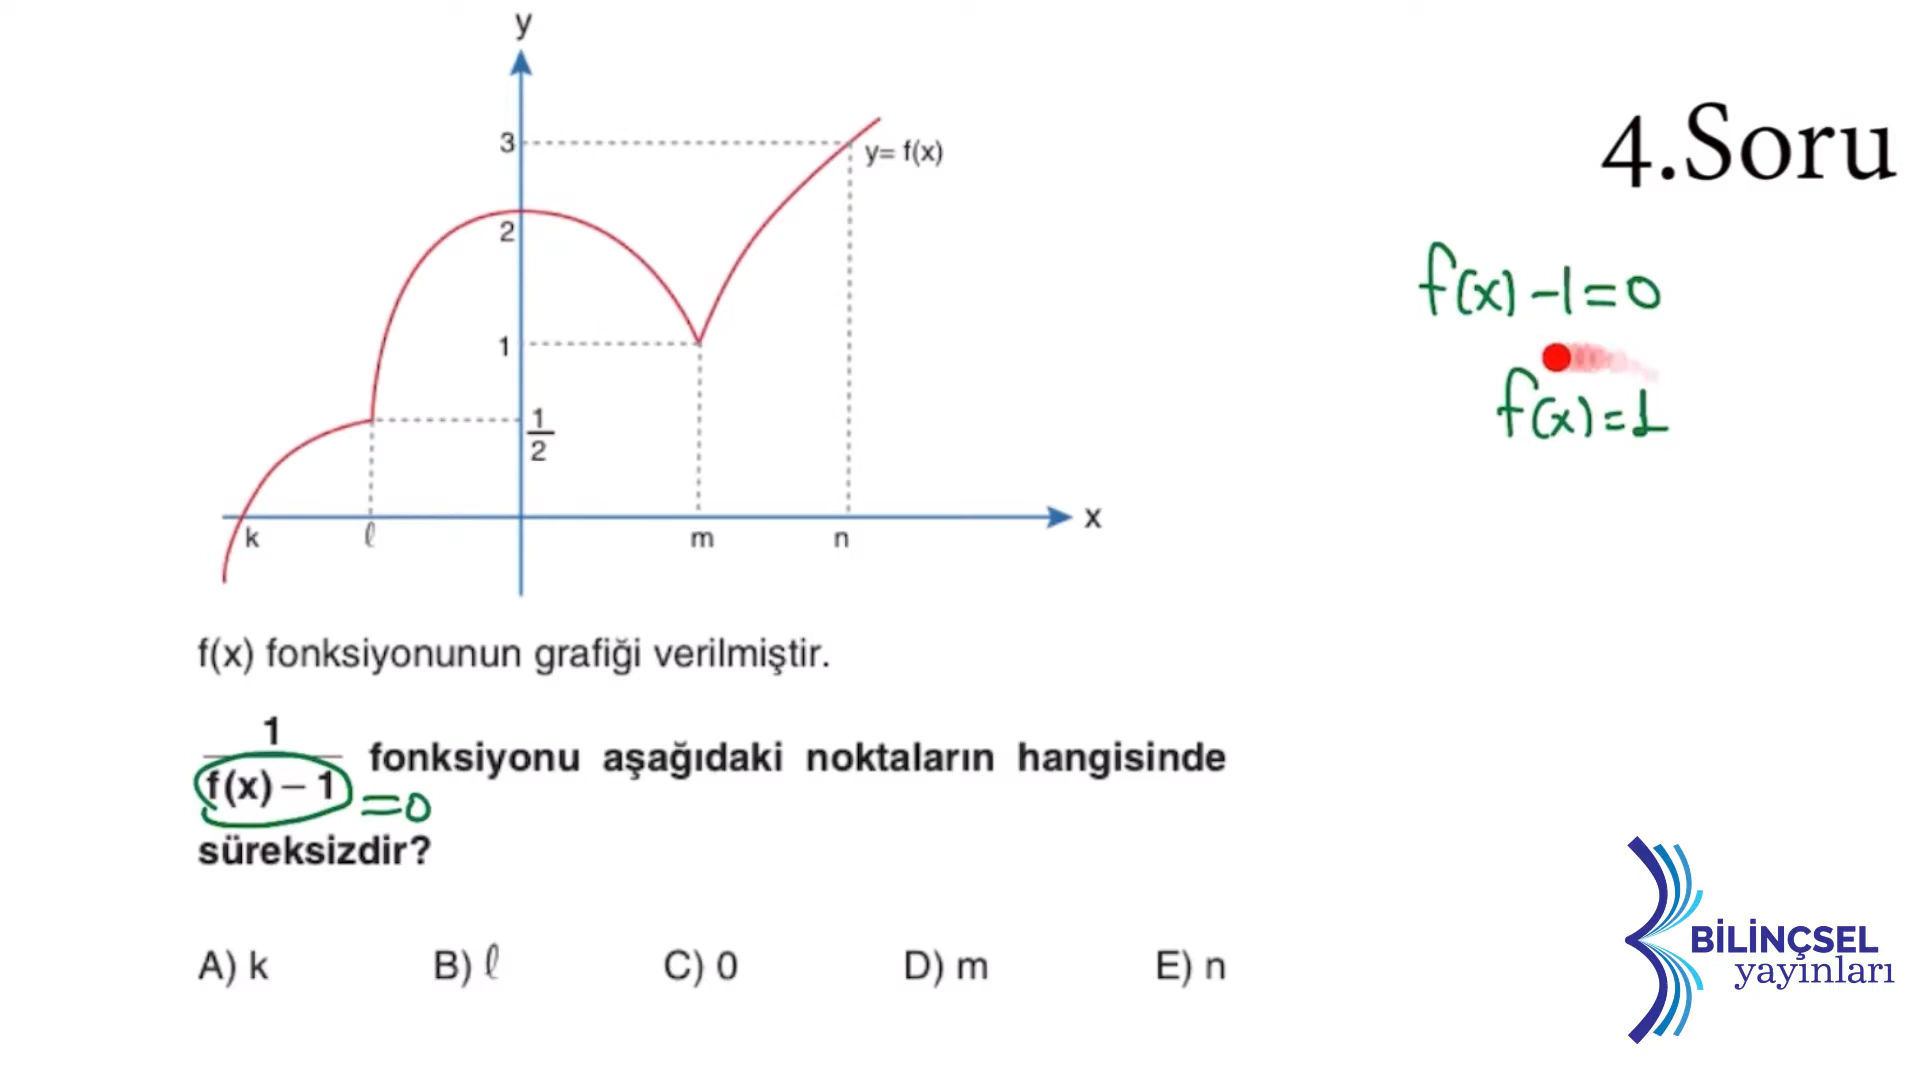 y
4.Soru
3
y= f(x)
2
f(x) -1=0
1
f(x)=1
1
2
x
k
ℓ
m
n
f(x) fonksiyonunun grafiği verilmiştir.
1
f(x) – 1
=0
fonksiyonu aşağıdaki noktaların hangisinde
süreksizdir?
A) k B) ℓ C) 0 D) m E) n
BİLİNÇSEL
yayınları